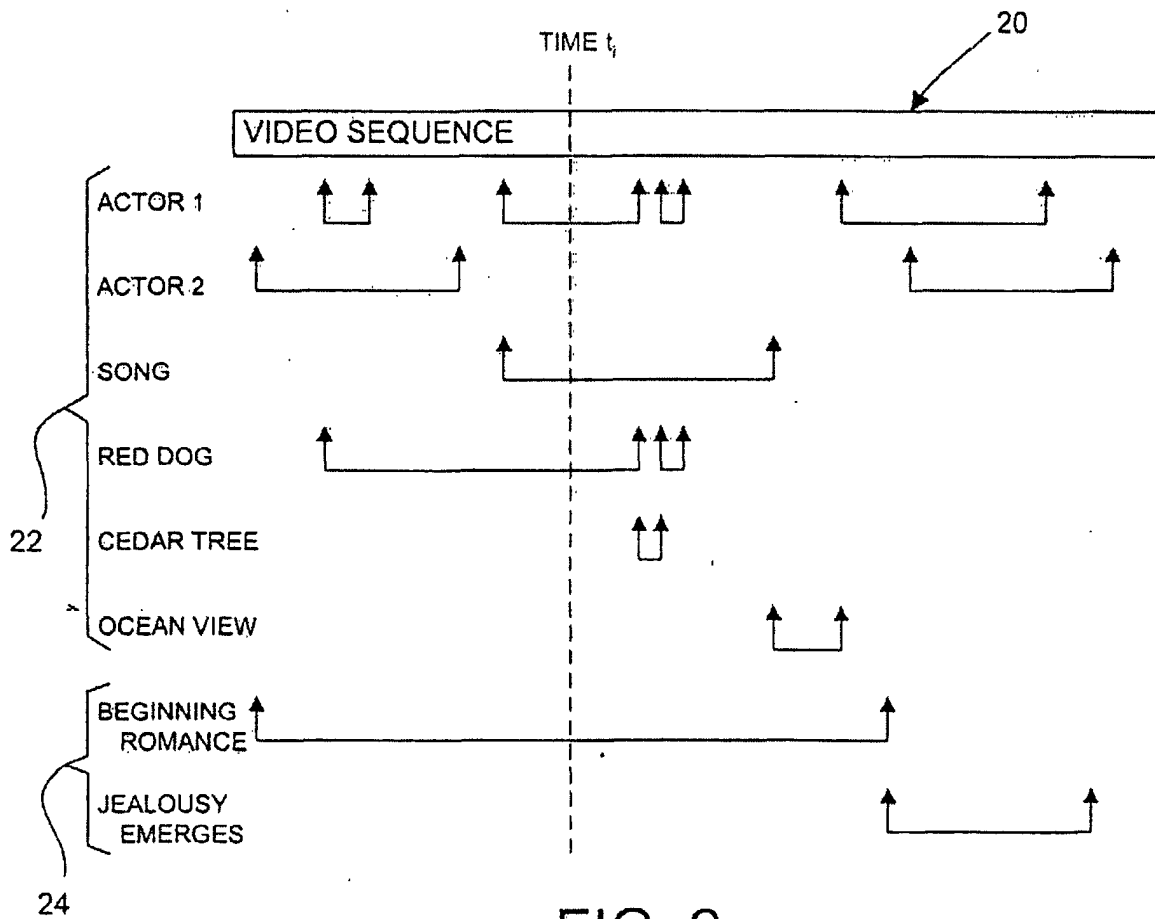 20
TIME ti
VIDEO SEQUENCE
ACTOR 1
ACTOR 2
SONG
RED DOG
22
CEDAR TREE
OCEAN VIEW
BEGINNING
ROMANCE
JEALOUSY
EMERGES
24